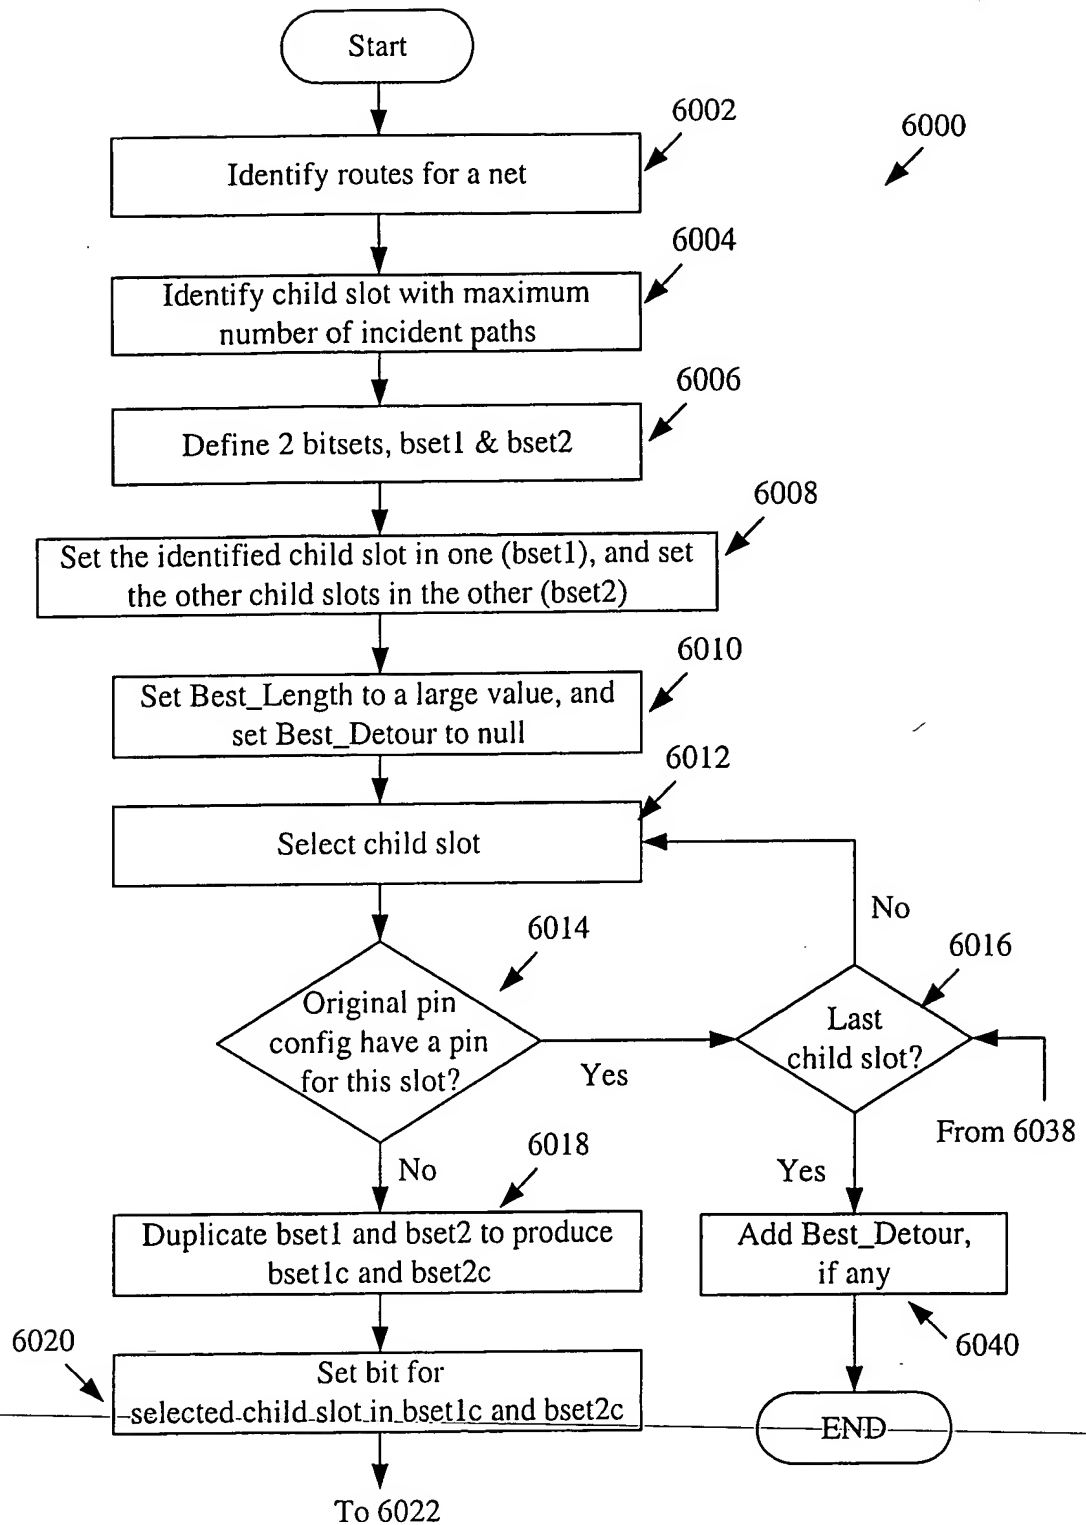 Start
6002
6000
Identify routes for a net
6004
Identify child slot with maximum
number of incident paths
6006
Define 2 bitsets, bset1 & bset2
6008
Set the identified child slot in one (bset1), and set
the other child slots in the other (bset2)
6010
Set Best_Length to a large value, and
set Best_Detour to null
6012
Select child slot
No
6014
6016
Original pin
config have a pin
for this slot?
Yes
Last
child slot?
From 6038
No
6018
Yes
Duplicate bset1 and bset2 to produce
bset1c and bset2c
Add Best_Detour,
if any
6020
6040
Set bit for
selected child slot in bset1c and bset2c
END
To 6022